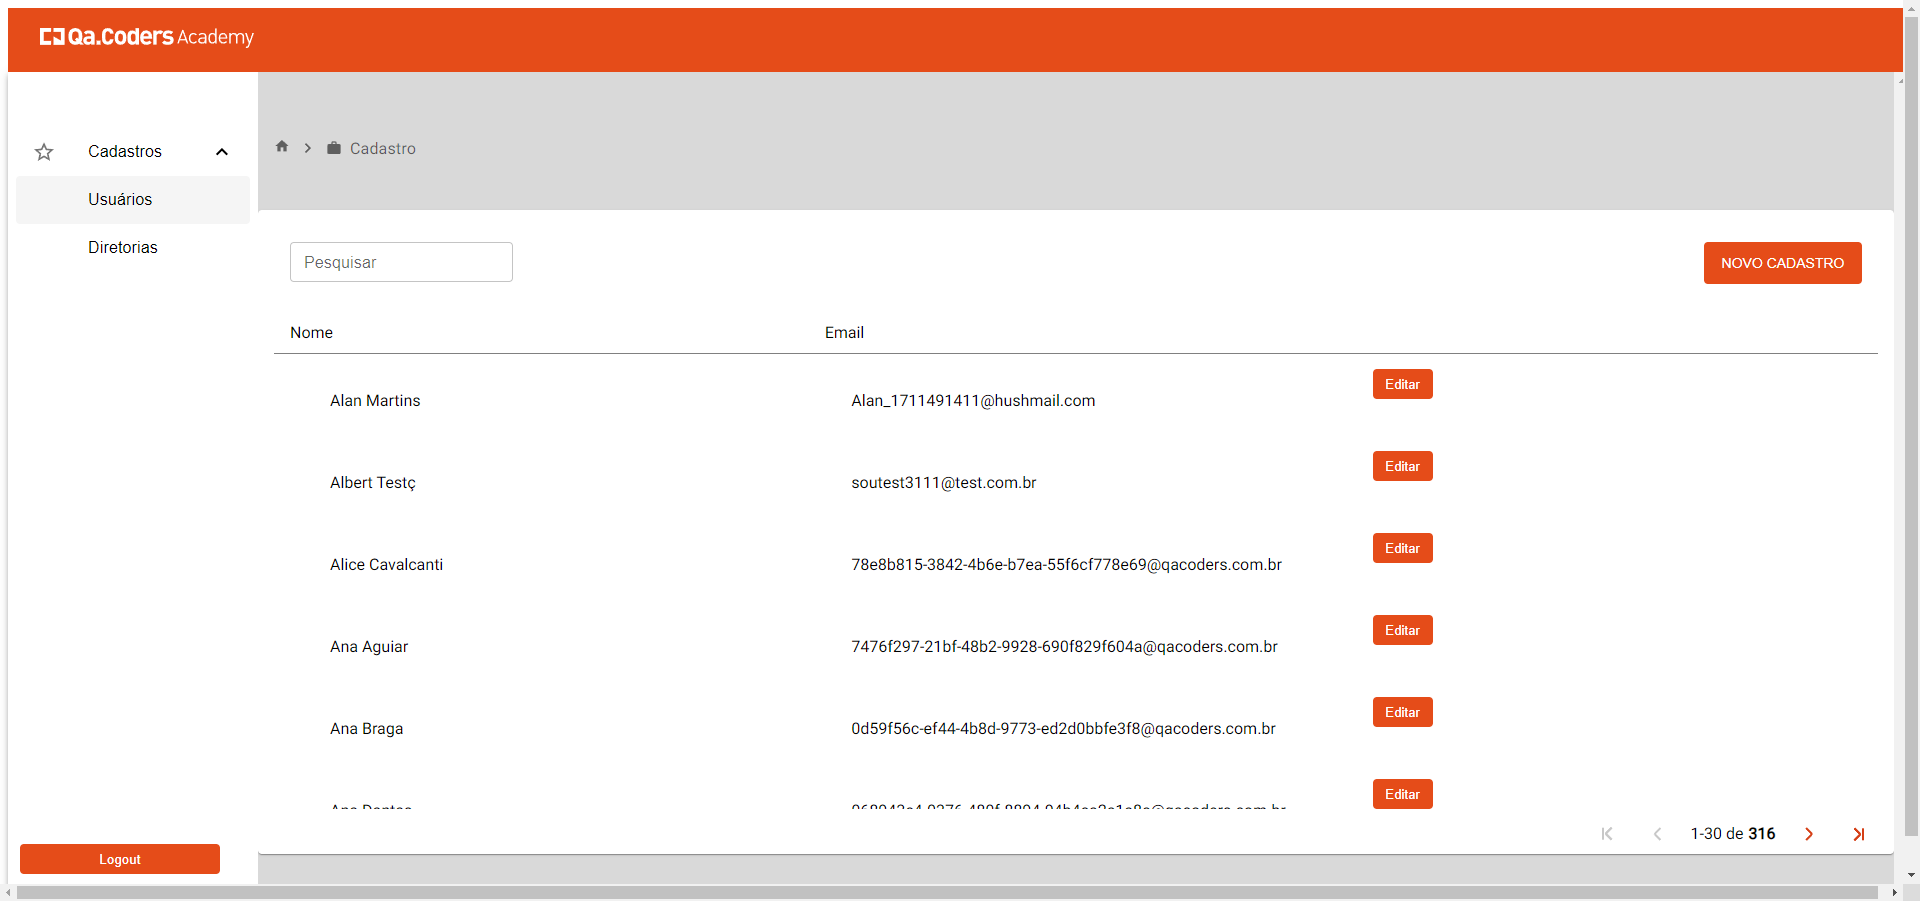 Qa.Coders Academy
Cadastros
Usuários
Diretorias
Cadastro
Pesquisar
NOVO CADASTRO
Nome Email
Alan Martins Alan_1711491411@hushmail.com Editar
Albert Testç soutest3111@test.com.br Editar
Alice Cavalcanti 78e8b815-3842-4b6e-b7ea-55f6cf778e69@qacoders.com.br Editar
Ana Aguiar 7476f297-21bf-48b2-9928-690f829f604a@qacoders.com.br Editar
Ana Braga 0d59f56c-ef44-4b8d-9773-ed2d0bbfe3f8@qacoders.com.br Editar
Ana Editar
1-30 de 316
Logout